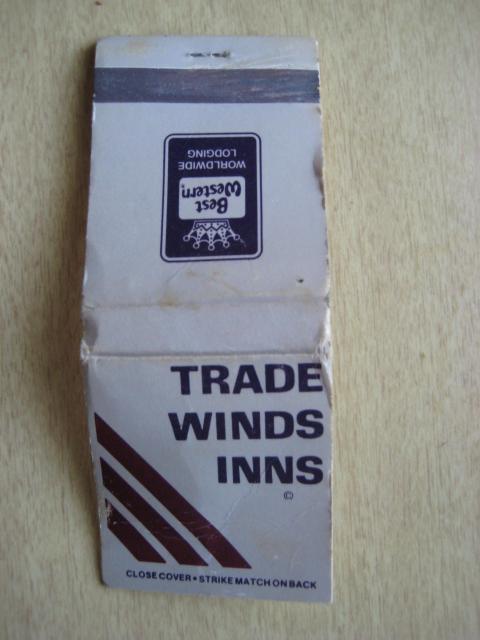 Best
Western®
WORLDWIDE
LODGING
TRADE
WINDS
INNS
©
CLOSE COVER • STRIKE MATCH ON BACK